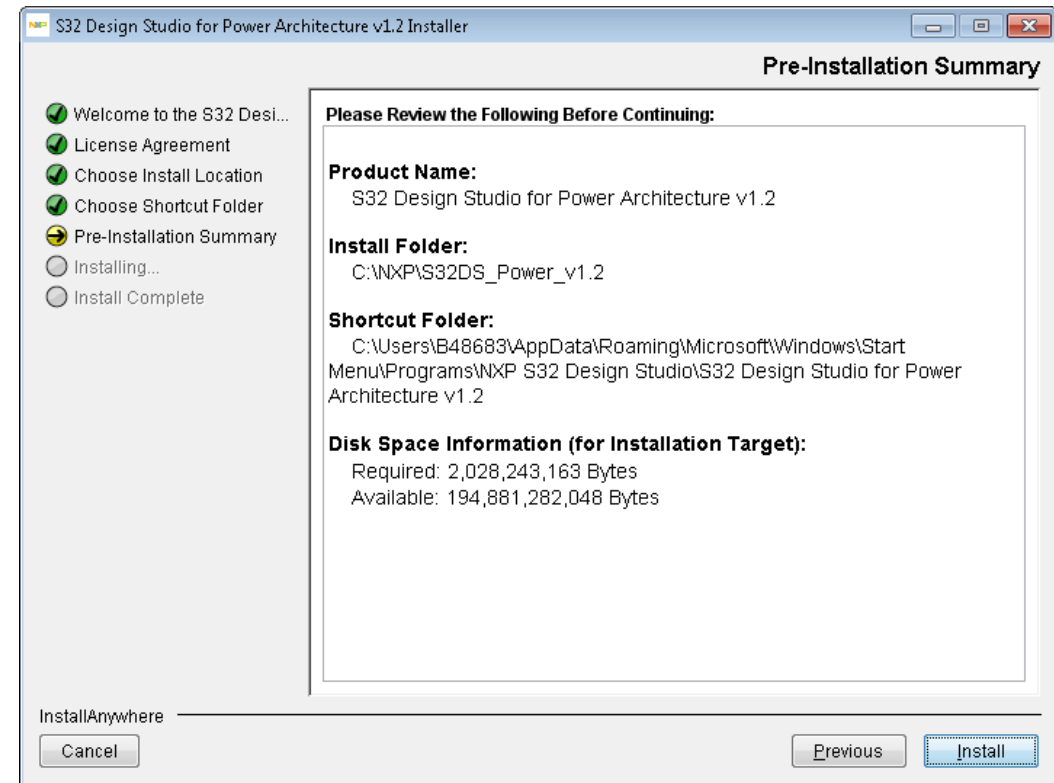 NXP S32 Design Studio for Power Architecture v1.2 Installer
Pre-Installation Summary
Welcome to the S32 Desi...
License Agreement
Choose Install Location
Choose Shortcut Folder
Pre-Installation Summary
Installing...
Install Complete
Please Review the Following Before Continuing:
Product Name:
S32 Design Studio for Power Architecture v1.2
Install Folder:
C:\NXP\S32DS_Power_v1.2
Shortcut Folder:
C:\Users\B48683\AppData\Roaming\Microsoft\Windows\Start
Menu\Programs\NXP S32 Design Studio\S32 Design Studio for Power
Architecture v1.2
Disk Space Information (for Installation Target):
Required: 2,028,243,163 Bytes
Available: 194,881,282,048 Bytes
InstallAnywhere
Cancel
Previous
Install